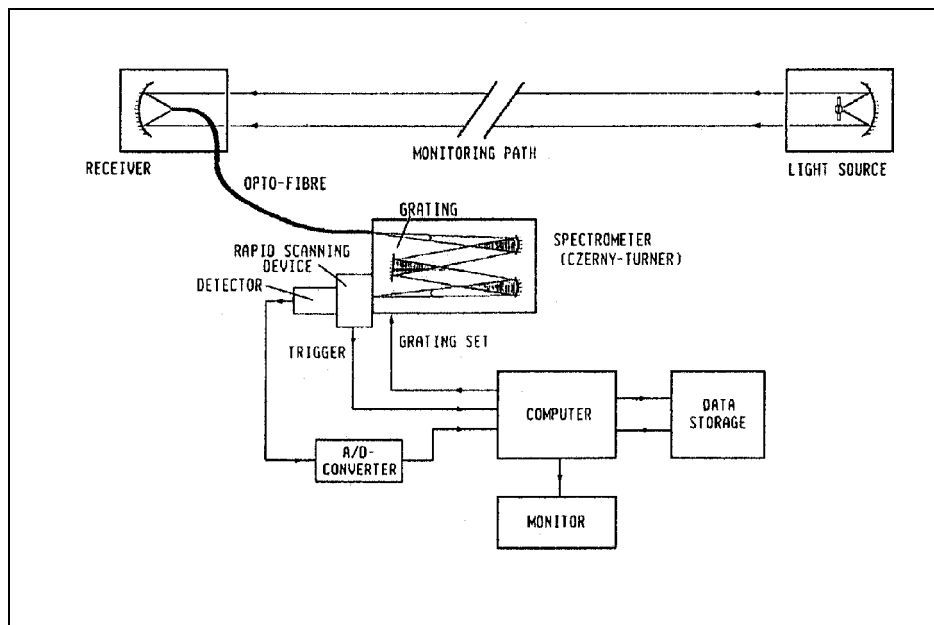 MONITORING PATH
RECEIVER
LIGHT SOURCE
OPTO-FIBRE
GRATING
SPECTROMETER
(CZERNY-TURNER)
RAPID SCANNING
DEVICE
DETECTOR
TRIGGER
GRATING SET
COMPUTER
DATA
STORAGE
A/D-
CONVERTER
MONITOR